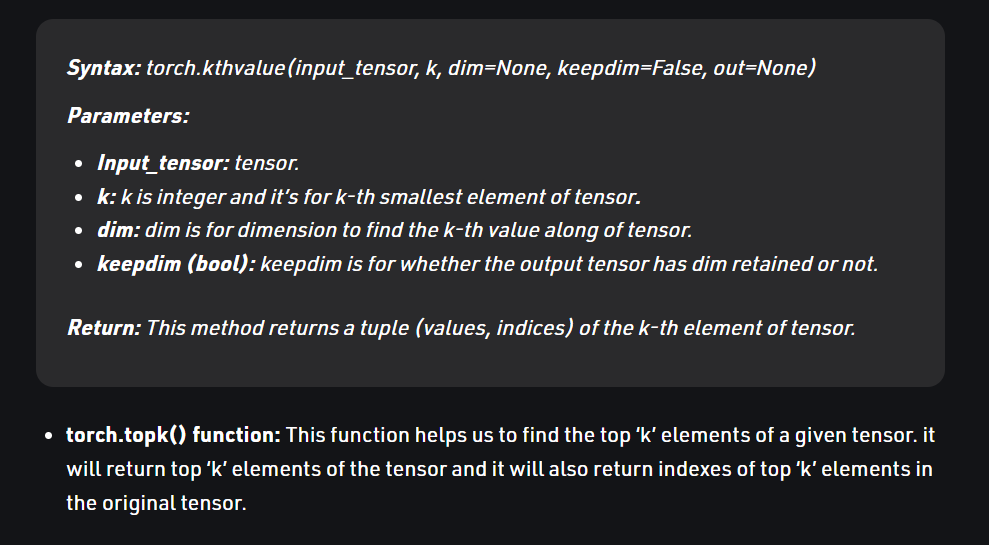 Syntax: torch.kthvalue(input_tensor, k, dim=None, keepdim=False, out=None)
Parameters:
• Input_tensor: tensor.
• k: k is integer and it's for k-th smallest element of tensor.
• dim: dim is for dimension to find the k-th value along of tensor.
• keepdim (bool): keepdim is for whether the output tensor has dim retained or not.
Return: This method returns a tuple (values, indices) of the k-th element of tensor.
• torch.topk() function: This function helps us to find the top ‘k’ elements of a given tensor. it
will return top ‘k’ elements of the tensor and it will also return indexes of top ‘k’ elements in
the original tensor.